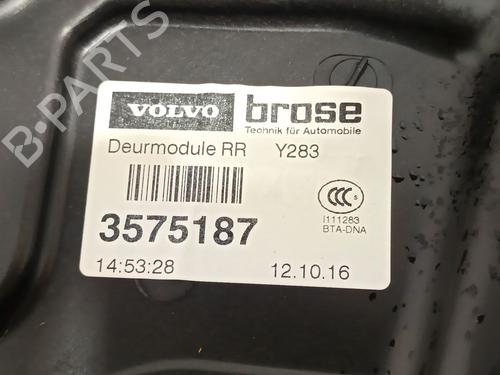 B-PARTS
VOLVO brose
Technik für Automobile
Deurmodule RR Y283
3575187
CCC S
I111283
BTA-DNA
14:53:28 12.10.16